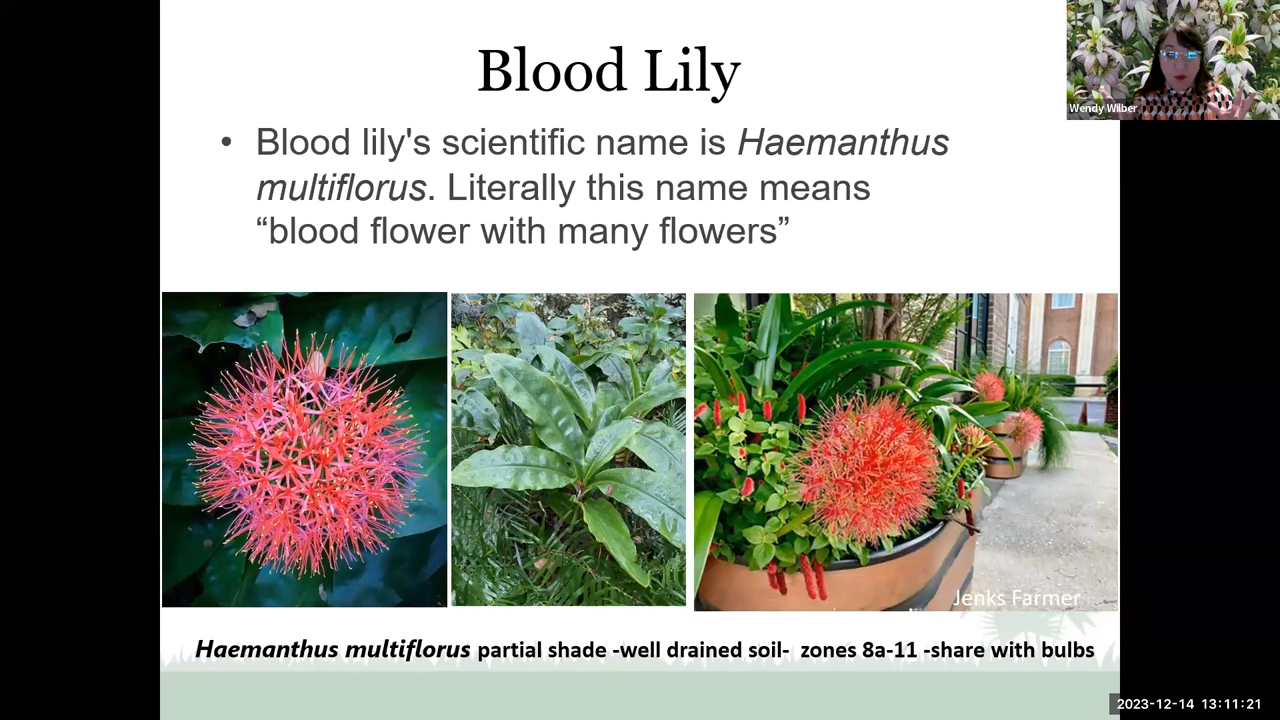 Blood Lily
• Blood lily's scientific name is Haemanthus
multiflorus. Literally this name means
“blood flower with many flowers”
Wendy Wilber
Jenks Farmer
Haemanthus multiflorus partial shade -well drained soil-  zones 8a-11 -share with bulbs
2023-12-14 13:11:21